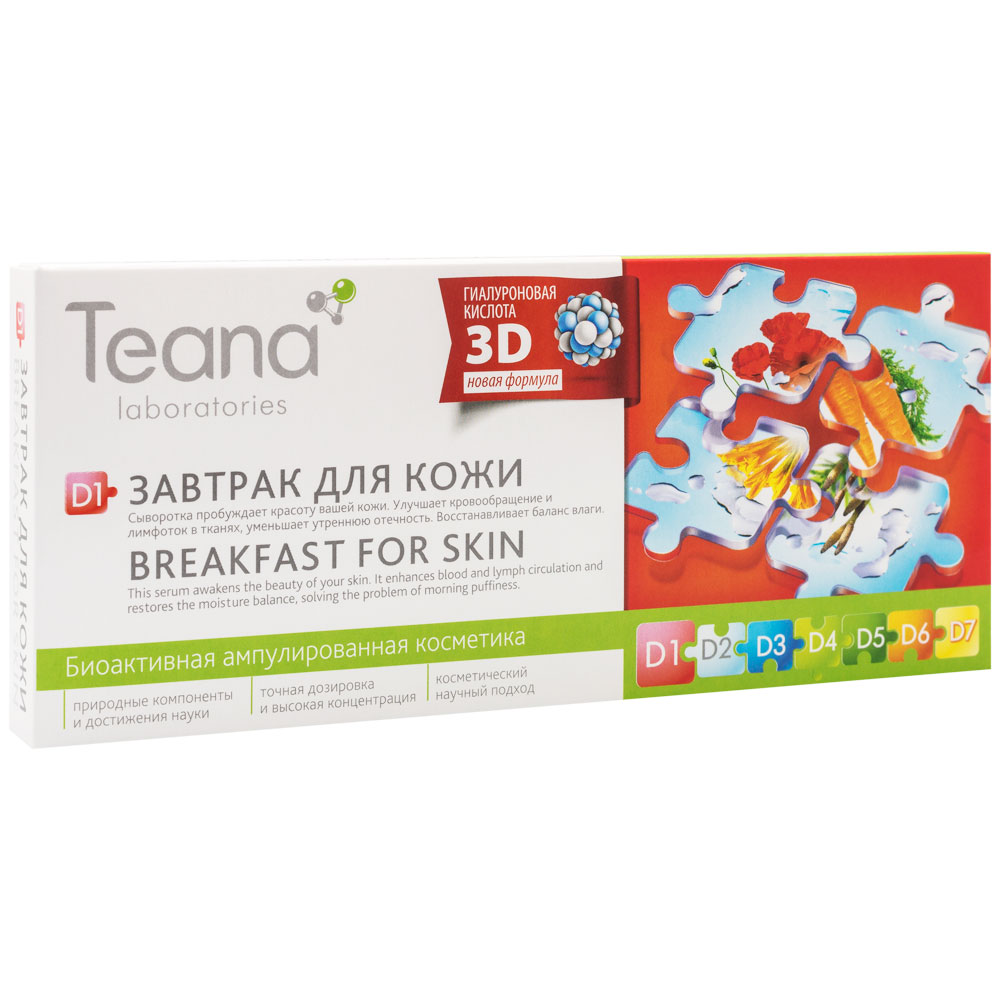 Teana
laboratories
ГИАЛУРОНОВАЯ
КИСЛОТА
3D
новая формула
D1
ЗАВТРАК ДЛЯ КОЖИ
Сыворотка пробуждает красоту вашей кожи. Улучшает кровообращение и
лимфоток в тканях, уменьшает утреннюю отечность. Восстанавливает баланс влаги.
BREAKFAST FOR SKIN
This serum awakens the beauty of your skin. It enhances blood and lymph circulation and
restores the moisture balance, solving the problem of morning puffiness.
Биоактивная ампулированная косметика
природные компоненты
и достижения науки
точная дозировка
и высокая концентрация
косметический
научный подход
D1 D2 D3 D4 D5 D6 D7
D1
ЗАВТРАК ДЛЯ КОЖИ
BREAKFAST FOR SKIN